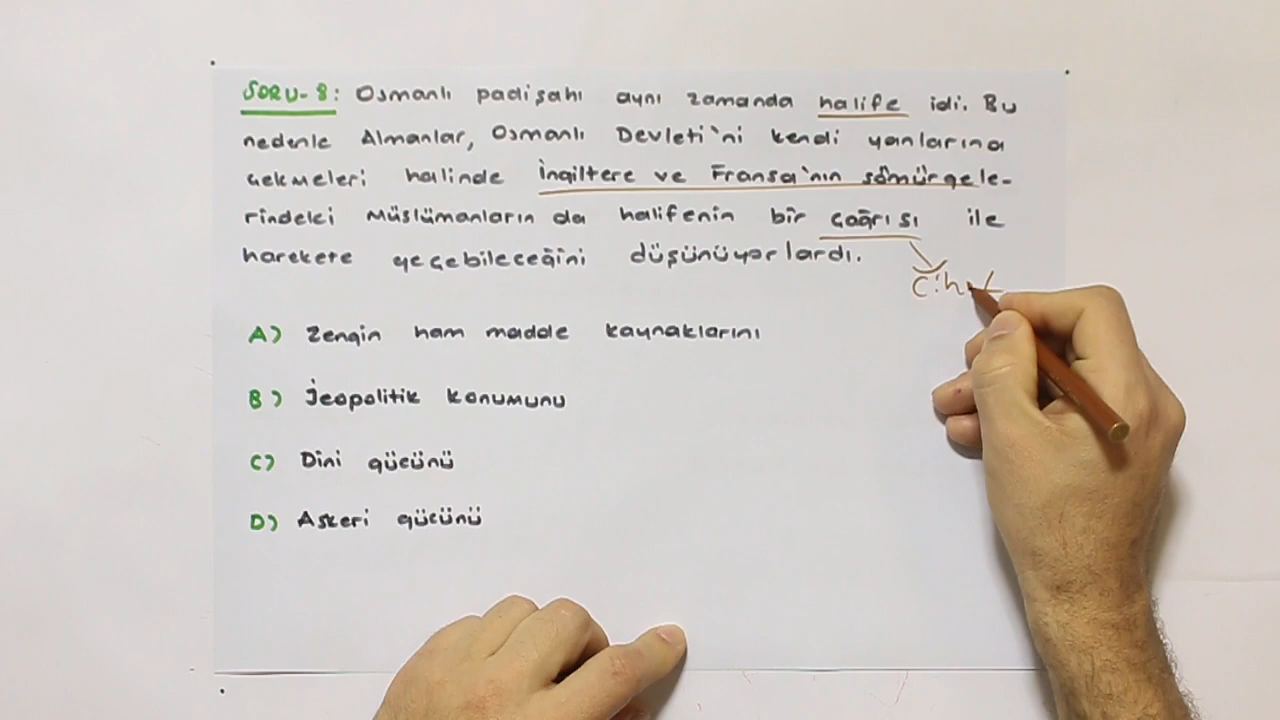 SORU-8: Osmanlı padişahı aynı zamanda halife idi. Bu
nedenle Almanlar, Osmanlı Devleti'ni kendi yanlarına
çekmeleri halinde İngiltere ve Fransa'nın sömürgele-
rindeki Müslümanların da halifenin bir çağrısı ile
harekete geçebileceğini düşünüyorlardı.
A) Zengin ham madde kaynaklarını
B) Jeopolitik konumunu
C) Dini gücünü
D) Askeri gücünü